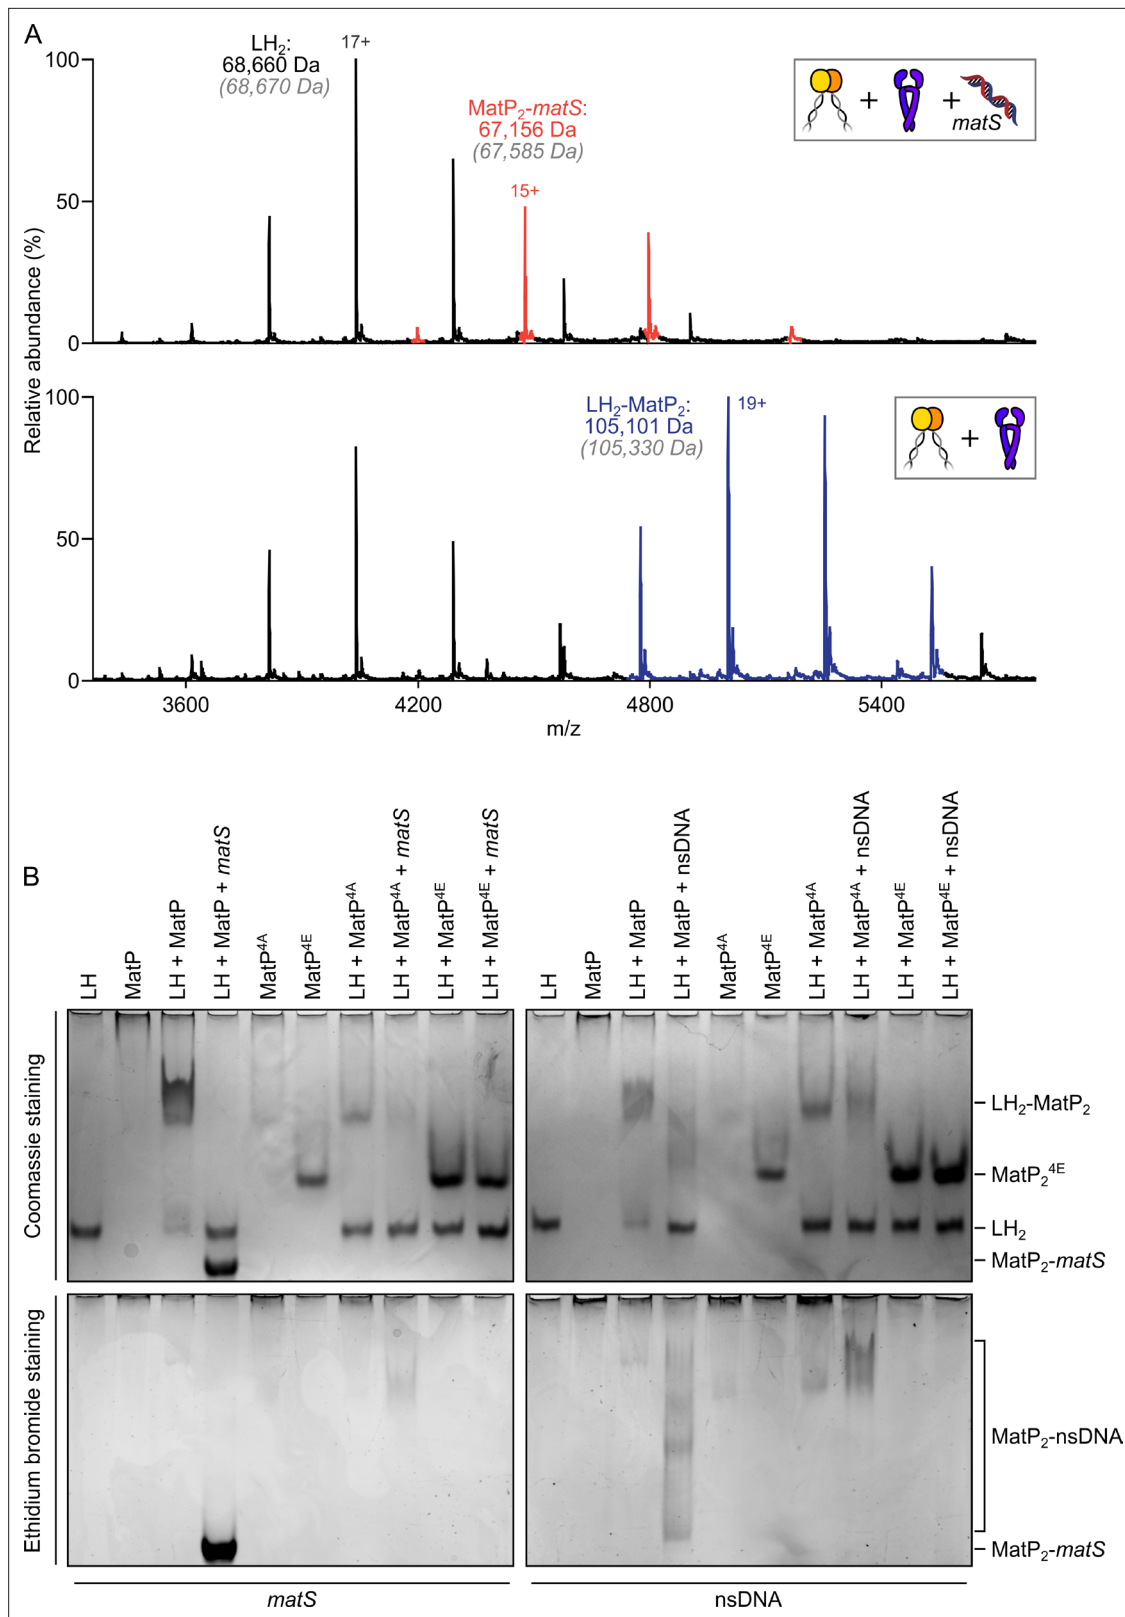 A
100
50
0
LH2:
68,660 Da
(68,670 Da)
17+
MatP2-matS:
67,156 Da
(67,585 Da)
15+
+
+
matS
Relative abundance (%)
100
50
0
LH2-MatP2:
105,101 Da
(105,330 Da)
19+
+
3600
4200
4800
5400
m/z
B
LH
MatP
LH + MatP
LH + MatP + matS
MatP4A
MatP4E
LH + MatP4A
LH + MatP4A + matS
LH + MatP4E
LH + MatP4E + matS
LH
MatP
LH + MatP
LH + MatP + nsDNA
MatP4A
MatP4E
LH + MatP4A
LH + MatP4A + nsDNA
LH + MatP4E
LH + MatP4E + nsDNA
Coomassie staining
LH2-MatP2
MatP24E
LH2
MatP2-matS
Ethidium bromide staining
MatP2-nsDNA
MatP2-matS
matS
nsDNA